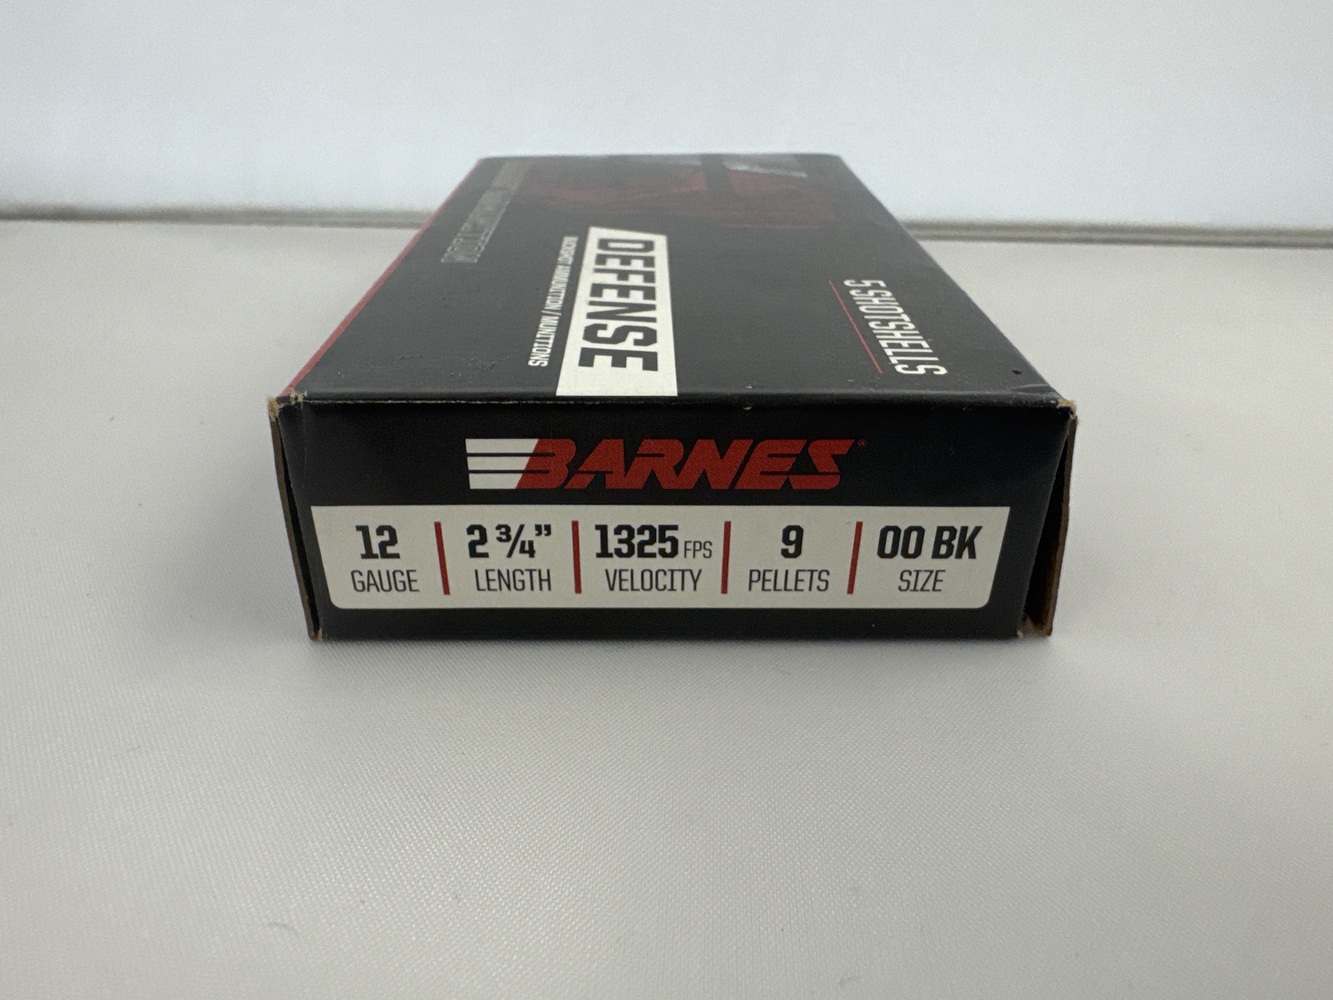 DEFENSE
BUCKSHOT AMMUNITION / MUNITIONS
5 SHOTSHELLS
BARNES®
12 GAUGE
2 ¾” LENGTH
1325 FPS VELOCITY
9 PELLETS
00 BK SIZE